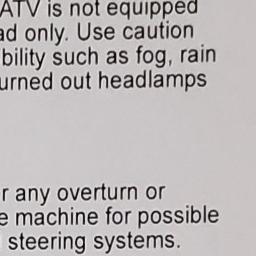 ATV is not equipped
ad only. Use caution
bility such as fog, rain
urned out headlamps
r any overturn or
e machine for possible
steering systems.